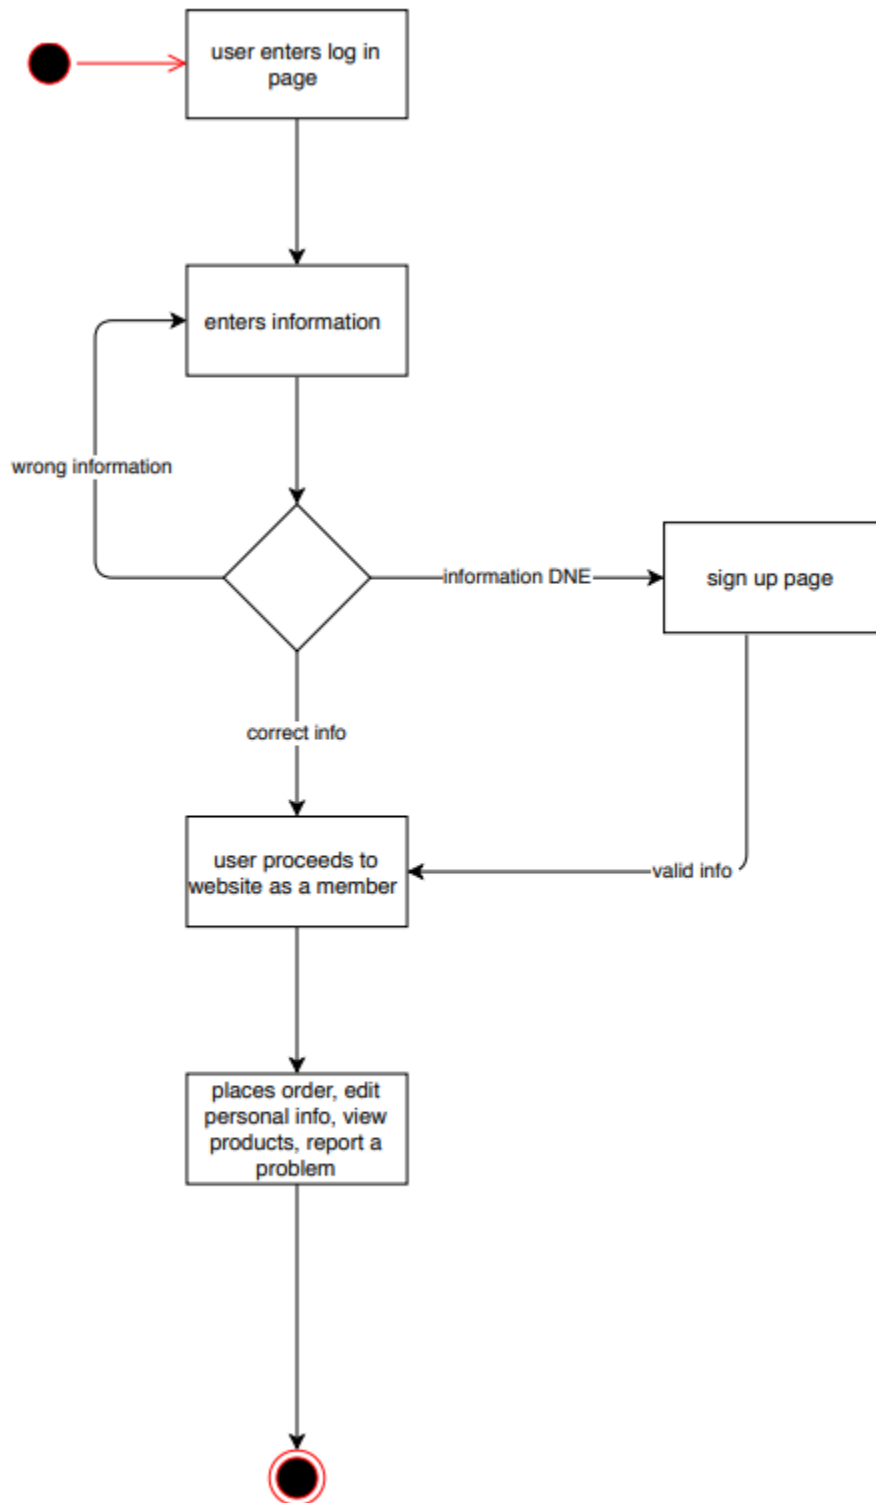 user enters log in
page
enters information
wrong information
information DNE
sign up page
correct info
user proceeds to
website as a member
valid info
places order, edit
personal info, view
products, report a
problem